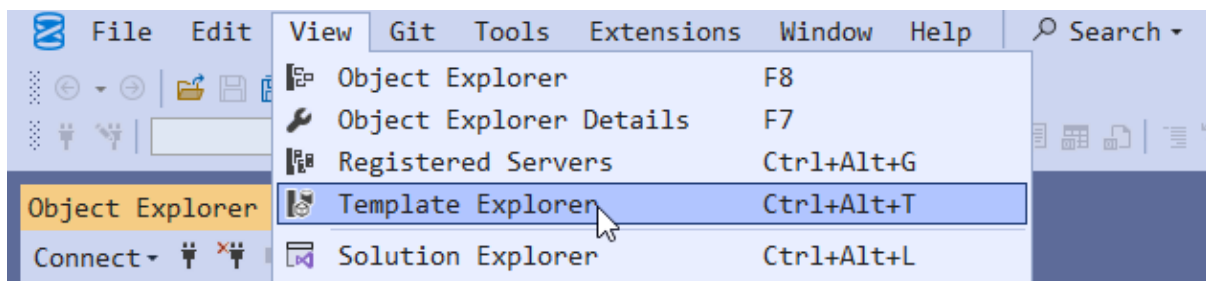 File Edit View Git Tools Extensions Window Help Search
Object Explorer F8
Object Explorer Details F7
Registered Servers Ctrl+Alt+G
Template Explorer Ctrl+Alt+T
Solution Explorer Ctrl+Alt+L
Object Explorer
Connect